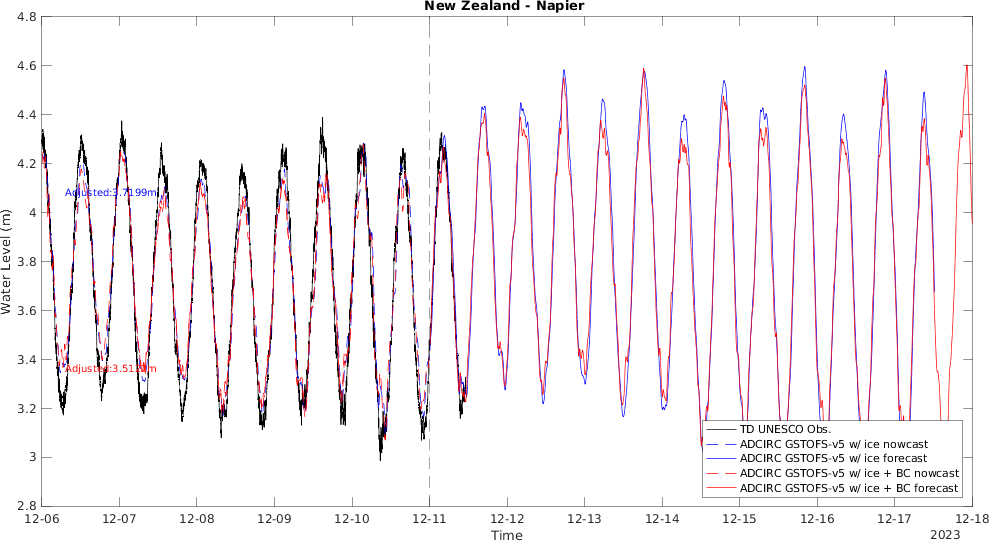 New Zealand - Napier
4.8
4.6
4.4
4.2
4
3.8
3.6
3.4
3.2
3
2.8
Water Level (m)
Adjusted:3.7199m
TD UNESCO Obs.
ADCIRC GSTOFS-v5 w/ ice nowcast
ADCIRC GSTOFS-v5 w/ ice forecast
ADCIRC GSTOFS-v5 w/ ice + BC nowcast
ADCIRC GSTOFS-v5 w/ ice + BC forecast
12-06 12-07 12-08 12-09 12-10 12-11 12-12 12-13 12-14 12-15 12-16 12-17 12-18
Time
2023